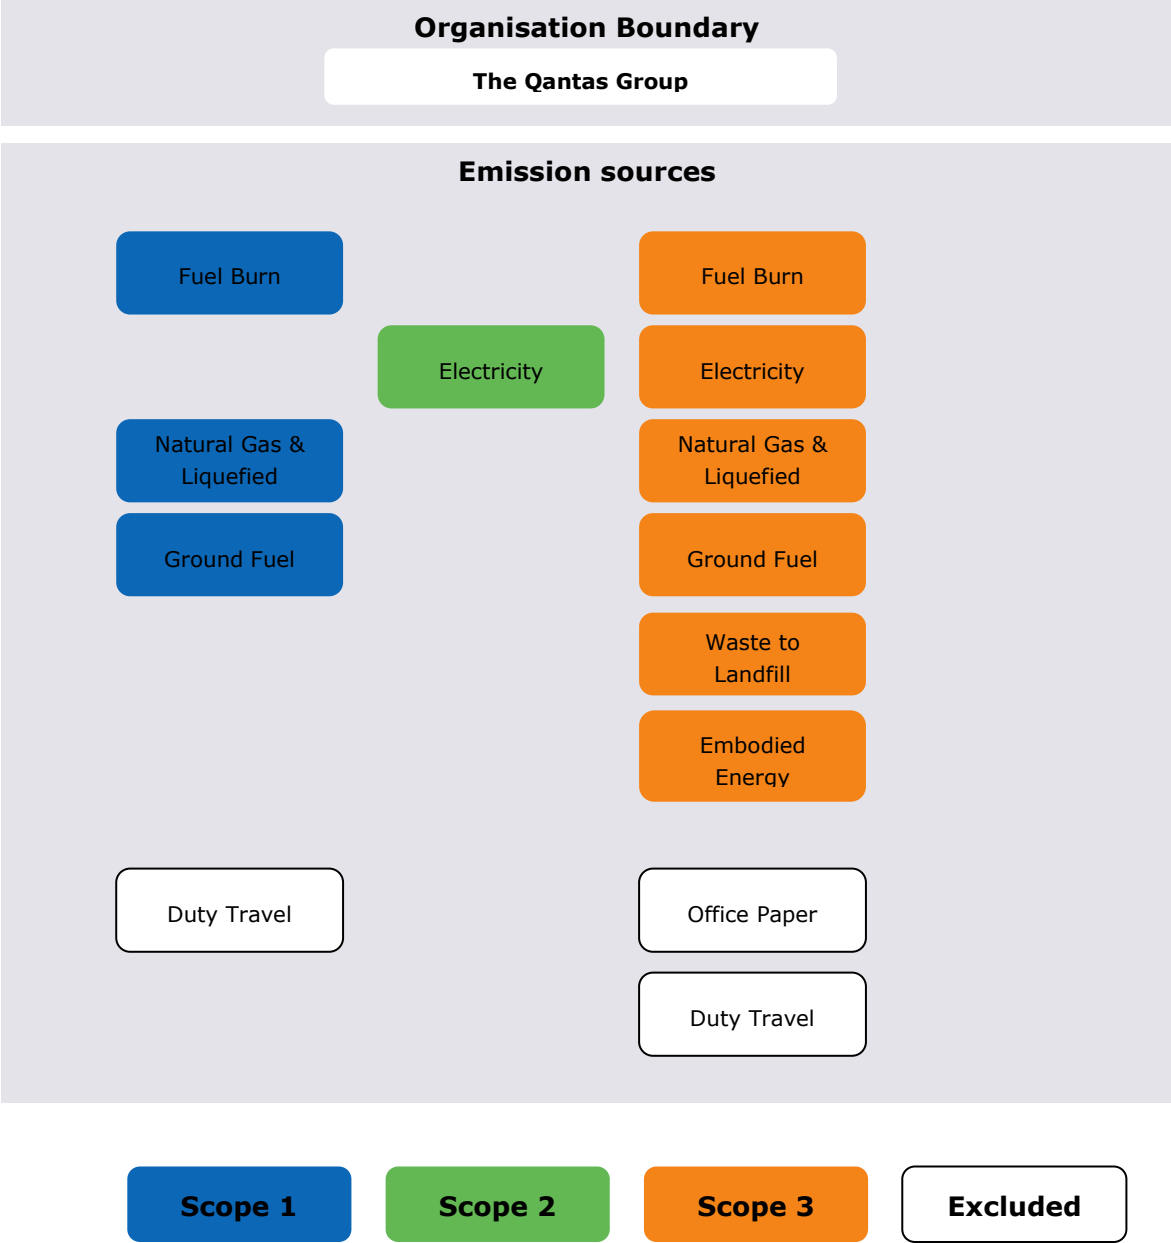 Organisation Boundary
The Qantas Group
Emission sources
Fuel Burn
Fuel Burn
Electricity
Electricity
Natural Gas &
Liquefied
Natural Gas &
Liquefied
Ground Fuel
Ground Fuel
Waste to
Landfill
Embodied
Energy
Duty Travel
Office Paper
Duty Travel
Scope 1
Scope 2
Scope 3
Excluded